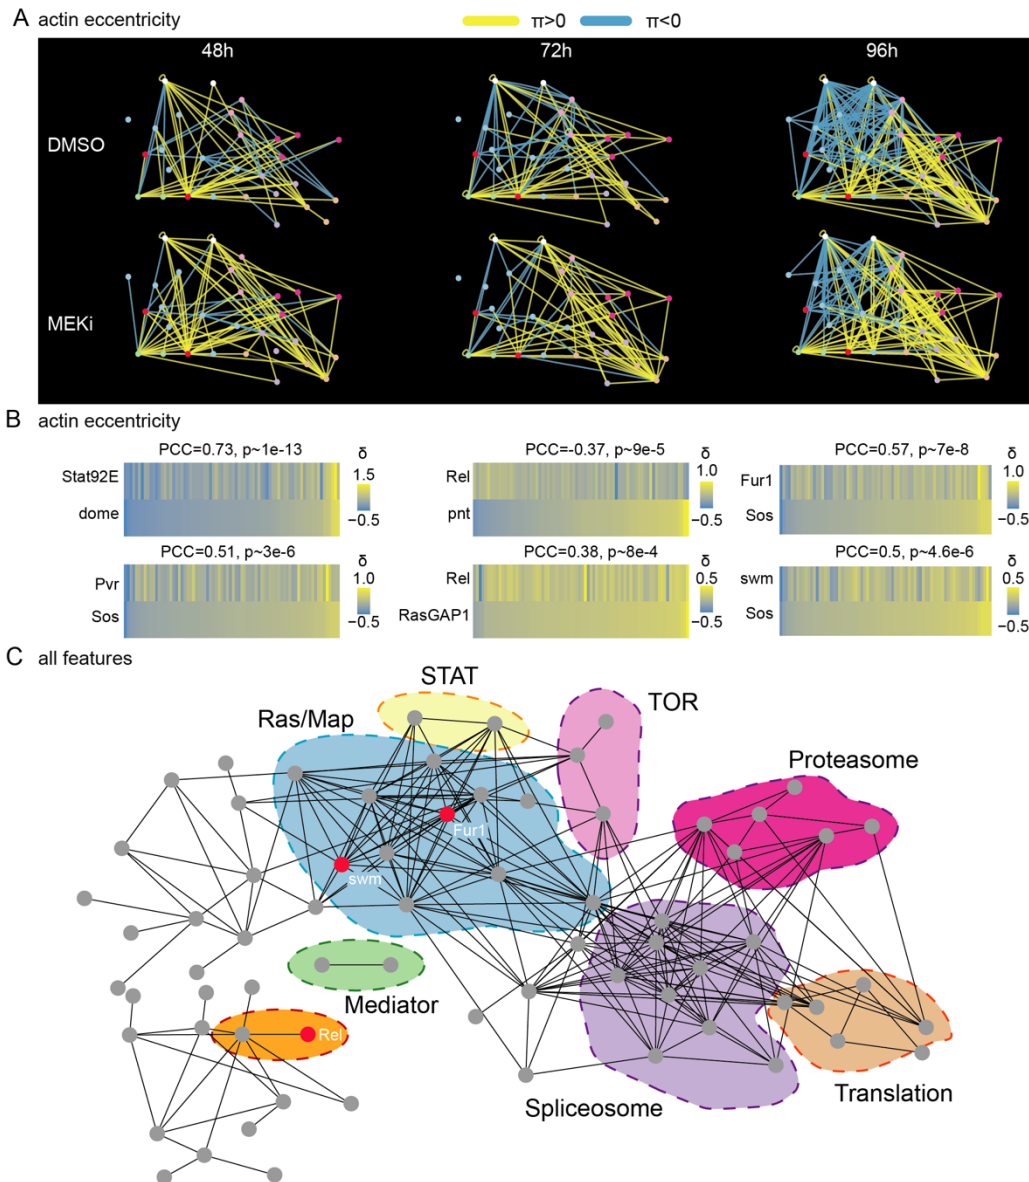 A actin eccentricity
π>0 π<0
48h 72h 96h
DMSO
MEKi
B actin eccentricity
PCC=0.73, p~1e-13
δ
Stat92E
1.5
dome
−0.5
PCC=-0.37, p~9e-5
δ
Rel
1.0
pnt
−0.5
PCC=0.57, p~7e-8
δ
Fur1
1.0
Sos
−0.5
PCC=0.51, p~3e-6
δ
Pvr
1.0
Sos
−0.5
PCC=0.38, p~8e-4
δ
Rel
0.5
RasGAP1
−0.5
PCC=0.5, p~4.6e-6
δ
swm
0.5
Sos
−0.5
C all features
STAT
TOR
Ras/Map
Proteasome
Fur1
swm
Mediator
Rel
Spliceosome
Translation